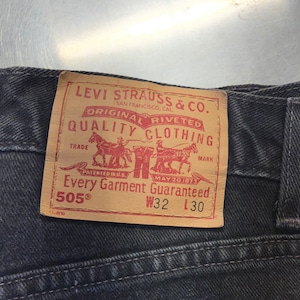 LEVI STRAUSS & CO.
SAN FRANCISCO, CAL.
ORIGINAL RIVETED
QUALITY CLOTHING
TRADE MARK
PATENTED IN U.S. MAY 20 1873
Every Garment Guaranteed
505® W32 L30